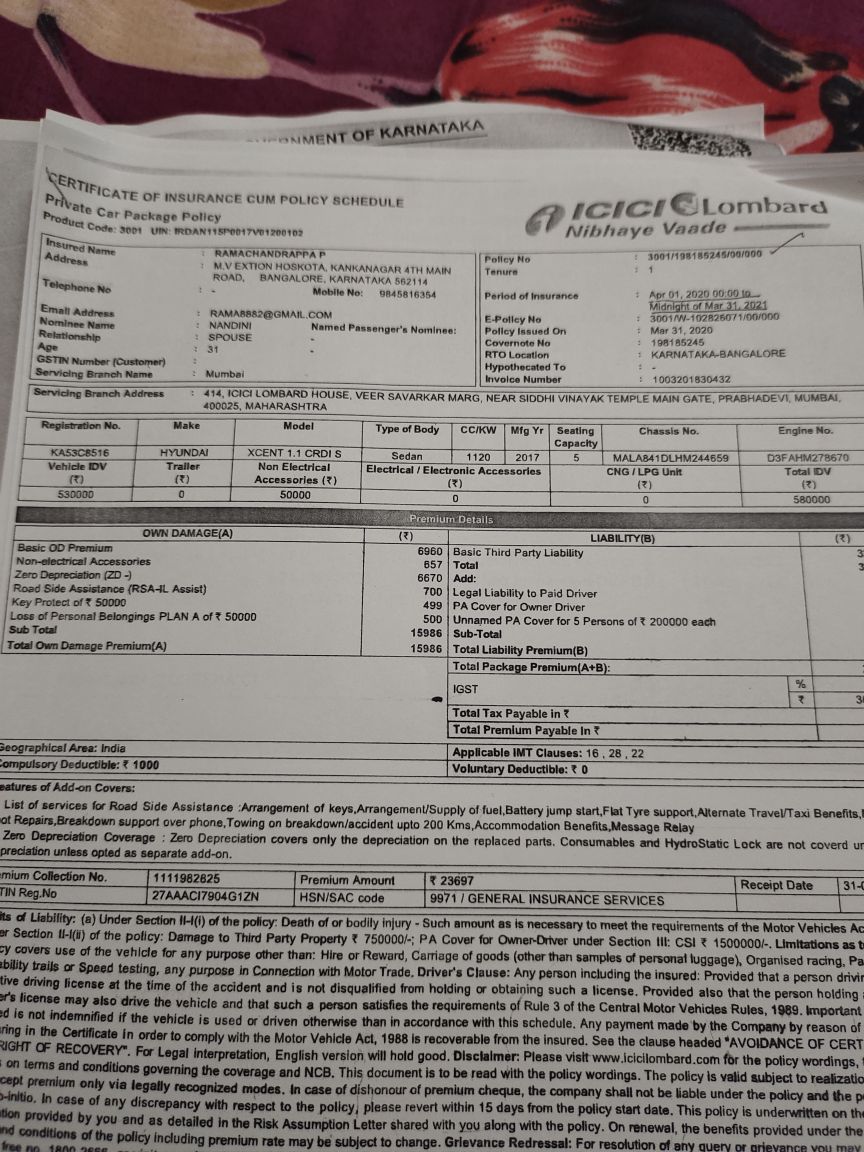 ONMENT OF KARNATAKA
CERTIFICATE OF INSURANCE CUM POLICY SCHEDULE
Private Car Package Policy
Product Code: 3001 UIN: IRDAN115P0017V01200102
ICICI Lombard
Nibhaye Vaade
Insured Name : RAMACHANDRAPPA P
Address : M.V EXTION HOSKOTA, KANKANAGAR 4TH MAIN
ROAD, BANGALORE, KARNATAKA 562114
Telephone No : - Mobile No: 9845816354
Email Address : RAMA8882@GMAIL.COM
Nominee Name : NANDINI Named Passenger's Nominee:
Relationship : SPOUSE -
Age : 31 -
GSTIN Number (Customer) :
Servicing Branch Name : Mumbai
Policy No : 3001/198185245/00/000
Tenure : 1
Period of Insurance : Apr 01, 2020 00:00 to
Midnight of Mar 31, 2021
E-Policy No : 3001/W-102826071/00/000
Policy Issued On : Mar 31, 2020
Covernote No : 198185245
RTO Location : KARNATAKA-BANGALORE
Hypothecated To : -
Invoice Number : 1003201830432
Servicing Branch Address : 414, ICICI LOMBARD HOUSE, VEER SAVARKAR MARG, NEAR SIDDHI VINAYAK TEMPLE MAIN GATE, PRABHADEVI, MUMBAI,
400025, MAHARASHTRA
Registration No. Make Model Type of Body CC/KW Mfg Yr Seating Capacity Chassis No. Engine No.
KA53C8516 HYUNDAI XCENT 1.1 CRDI S Sedan 1120 2017 5 MALA841DLHM244659 D3FAHM278670
Vehicle IDV (₹) Trailer (₹) Non Electrical Accessories (₹) Electrical / Electronic Accessories (₹) CNG / LPG Unit (₹) Total IDV (₹)
530000 0 50000 0 0 580000
Premium Details
OWN DAMAGE(A) (₹) LIABILITY(B) (₹)
Basic OD Premium 6960 Basic Third Party Liability 3
Non-electrical Accessories 657 Total 3
Zero Depreciation (ZD -) 6670 Add:
Road Side Assistance (RSA-IL Assist) 700 Legal Liability to Paid Driver
Key Protect of ₹ 50000 499 PA Cover for Owner Driver
Loss of Personal Belongings PLAN A of ₹ 50000 500 Unnamed PA Cover for 5 Persons of ₹ 200000 each
Sub Total 15986 Sub-Total
Total Own Damage Premium(A) 15986 Total Liability Premium(B)
Total Package Premium(A+B):
IGST % ₹ 30
Total Tax Payable in ₹
Total Premium Payable In ₹
Geographical Area: India Applicable IMT Clauses: 16 , 28 , 22
Compulsory Deductible: ₹ 1000 Voluntary Deductible: ₹ 0
eatures of Add-on Covers:
List of services for Road Side Assistance :Arrangement of keys,Arrangement/Supply of fuel,Battery jump start,Flat Tyre support,Alternate Travel/Taxi Benefits,
ot Repairs,Breakdown support over phone,Towing on breakdown/accident upto 200 Kms,Accommodation Benefits,Message Relay
Zero Depreciation Coverage : Zero Depreciation covers only the depreciation on the replaced parts. Consumables and HydroStatic Lock are not coverd un
preciation unless opted as separate add-on.
mium Collection No. 1111982825 Premium Amount ₹ 23697 Receipt Date 31-0
TIN Reg.No 27AAACI7904G1ZN HSN/SAC code 9971 / GENERAL INSURANCE SERVICES
its of Liability: (a) Under Section II-I(i) of the policy: Death of or bodily injury - Such amount as is necessary to meet the requirements of the Motor Vehicles Ac
er Section II-I(ii) of the policy: Damage to Third Party Property ₹ 750000/-; PA Cover for Owner-Driver under Section III: CSI ₹ 1500000/-. Limitations as t
cy covers use of the vehicle for any purpose other than: Hire or Reward, Carriage of goods (other than samples of personal luggage), Organised racing, Pa
ability trails or Speed testing, any purpose in Connection with Motor Trade. Driver's Clause: Any person including the insured: Provided that a person drivin
tive driving license at the time of the accident and is not disqualified from holding or obtaining such a license. Provided also that the person holding
er's license may also drive the vehicle and that such a person satisfies the requirements of Rule 3 of the Central Motor Vehicles Rules, 1989. Important
ed is not indemnified if the vehicle is used or driven otherwise than in accordance with this schedule. Any payment made by the Company by reason of
ring in the Certificate In order to comply with the Motor Vehicle Act, 1988 is recoverable from the insured. See the clause headed "AVOIDANCE OF CERT
RIGHT OF RECOVERY". For Legal interpretation, English version will hold good. Disclaimer: Please visit www.icicilombard.com for the policy wordings,
s on terms and conditions governing the coverage and NCB. This document is to be read with the policy wordings. The policy is valid subject to realizatio
cept premium only via legally recognized modes. In case of dishonour of premium cheque, the company shall not be liable under the policy and the po
-initio. In case of any discrepancy with respect to the policy, please revert within 15 days from the policy start date. This policy is underwritten on the
tion provided by you and as detailed in the Risk Assumption Letter shared with you along with the policy. On renewal, the benefits provided under the
nd conditions of the policy including premium rate may be subject to change. Grievance Redressal: For resolution of any query or grievance you may